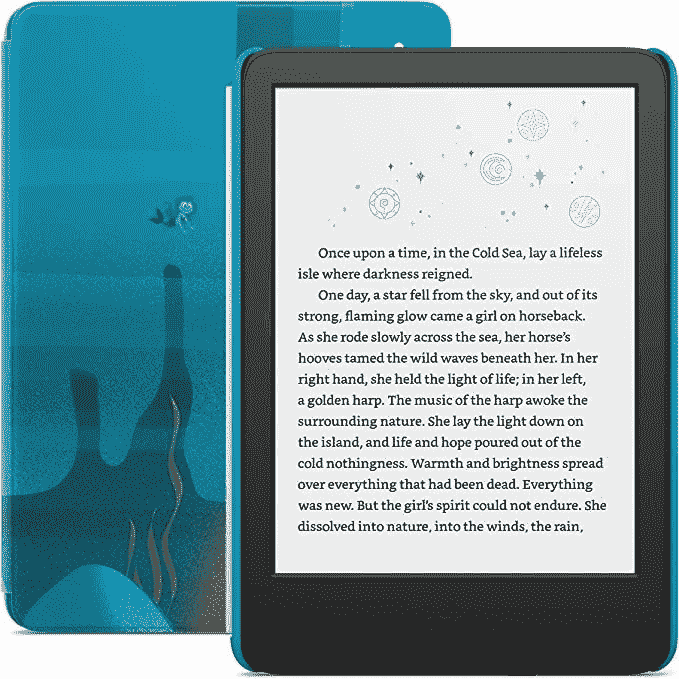 Once upon a time, in the Cold Sea, lay a lifeless
isle where darkness reigned.
One day, a star fell from the sky, and out of its
strong, flaming glow came a girl on horseback.
As she rode slowly across the sea, her horse's
hooves tamed the wild waves beneath her. In her
right hand, she held the light of life; in her left,
a golden harp. The music of the harp awoke the
surrounding nature. She lay the light down on
the island, and life and hope poured out of the
cold nothingness. Warmth and brightness spread
over everything that had been dead. Everything
was new. But the girl's spirit could not endure. She
dissolved into nature, into the winds, the rain,